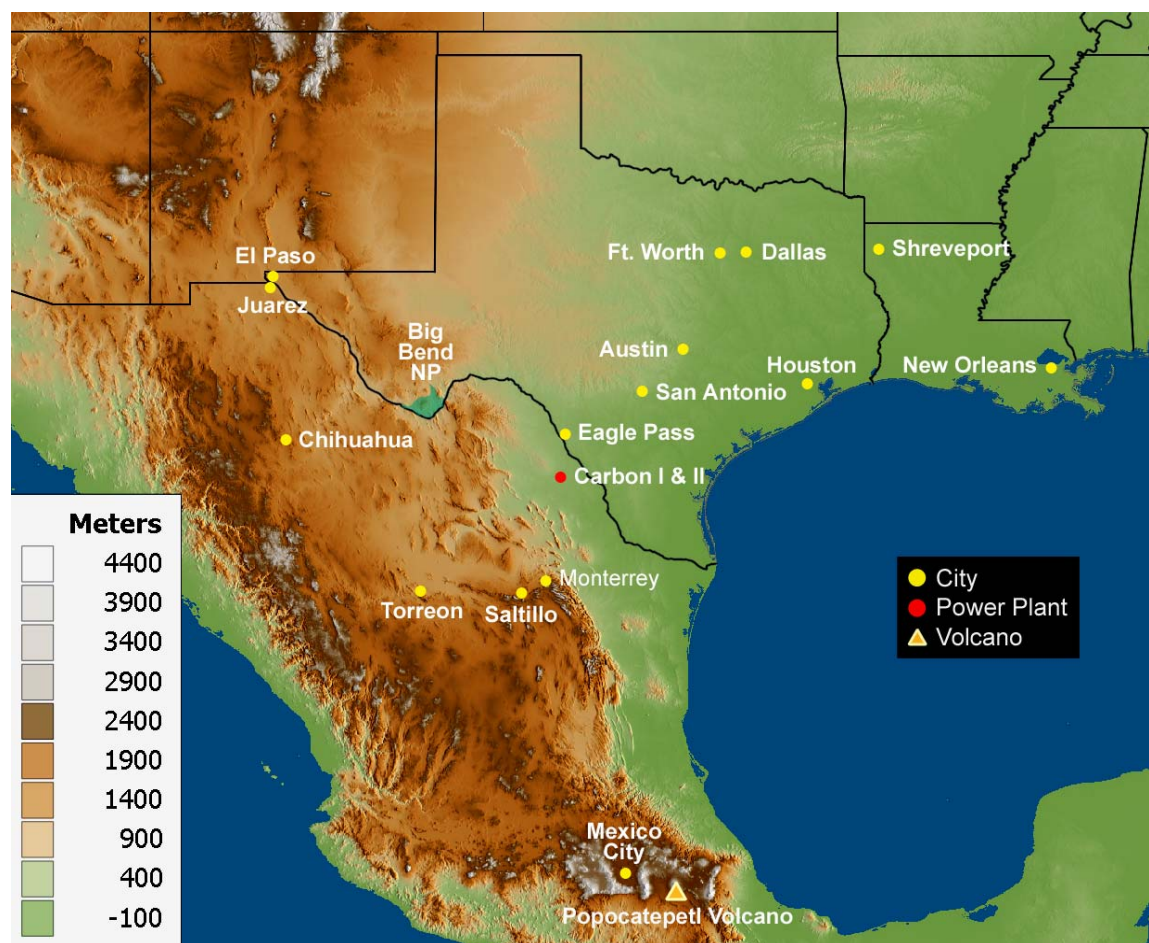 El Paso
Juarez
Ft. Worth
Dallas
Shreveport
Big
Bend
NP
Austin
Houston
New Orleans
San Antonio
Chihuahua
Eagle Pass
Carbon I & II
Monterrey
Torreon
Saltillo
Mexico
City
Popocatepetl Volcano
Meters
4400
3900
3400
2900
2400
1900
1400
900
400
-100
City
Power Plant
Volcano